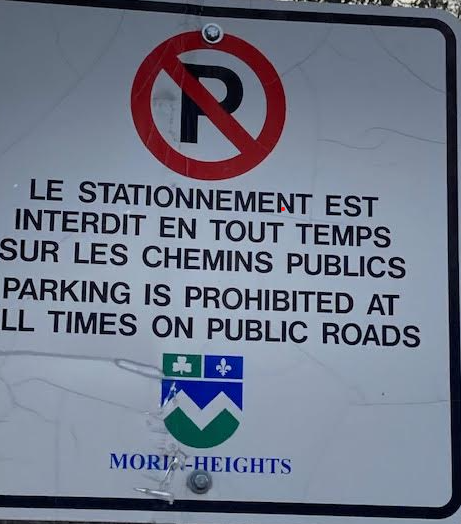 P
LE STATIONNEMENT EST
INTERDIT EN TOUT TEMPS
SUR LES CHEMINS PUBLICS
PARKING IS PROHIBITED AT
LL TIMES ON PUBLIC ROADS
-HEIGHTS